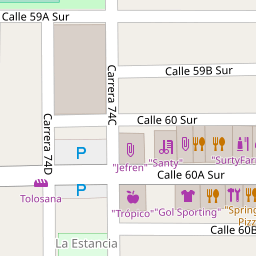 Calle 59A Sur
Calle 59B Sur
Carrera 74C
Carrera 74D
Calle 60 Sur
P
"Jefren"
"Santy"
"SurtyFar
Calle 60A Sur
P
Tolosana
"Tropico"
"Gol Sporting"
"Spring
Pizz
Calle 60B
La Estancia